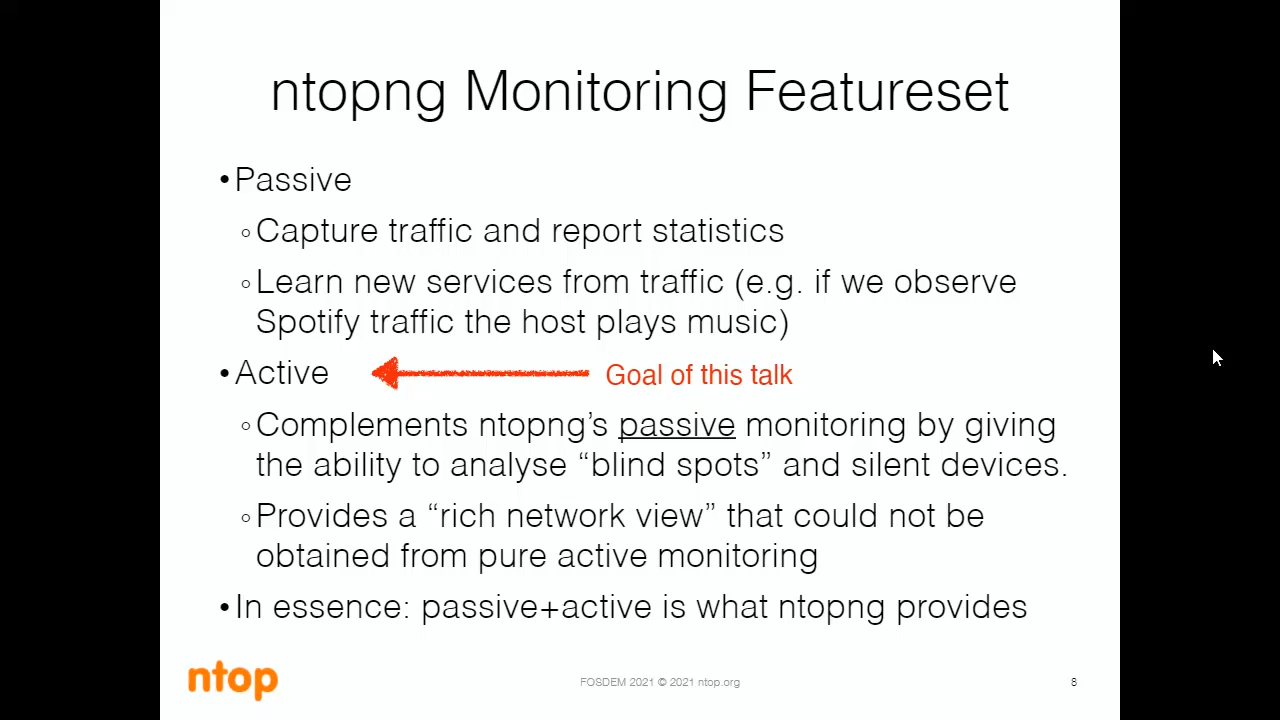 ntopng Monitoring Featureset
•Passive
◦Capture traffic and report statistics
◦Learn new services from traffic (e.g. if we observe
Spotify traffic the host plays music)
•Active
Goal of this talk
◦Complements ntopng’s passive monitoring by giving
the ability to analyse “blind spots” and silent devices.
◦Provides a “rich network view” that could not be
obtained from pure active monitoring
•In essence: passive+active is what ntopng provides
ntop
FOSDEM 2021 © 2021 ntop.org
8